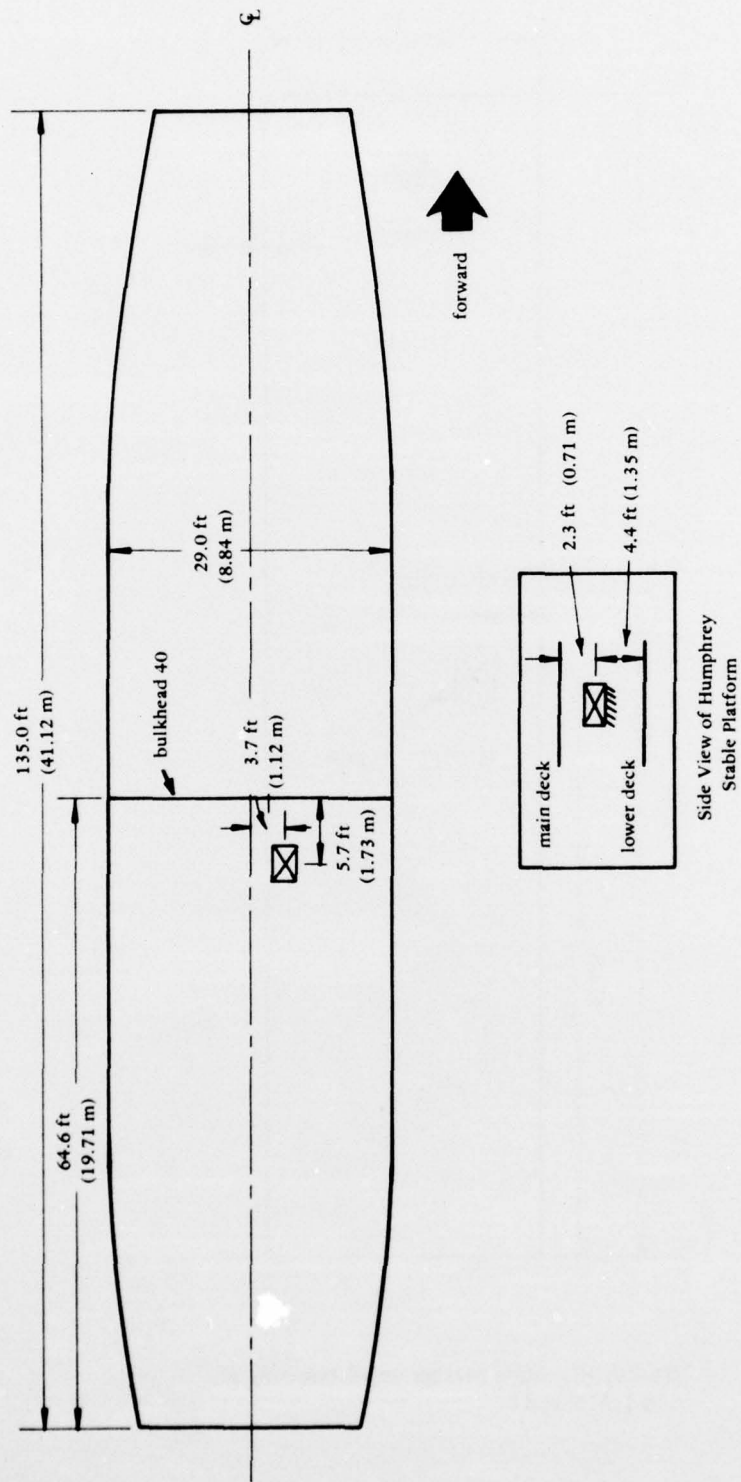 135.0 ft
(41.12 m)
64.6 ft
(19.71 m)
bulkhead 40
29.0 ft
(8.84 m)
3.7 ft
(1.12 m)
5.7 ft
(1.73 m)
℄
forward
main deck
lower deck
2.3 ft (0.71 m)
4.4 ft (1.35 m)
Side View of Humphrey
Stable Platform